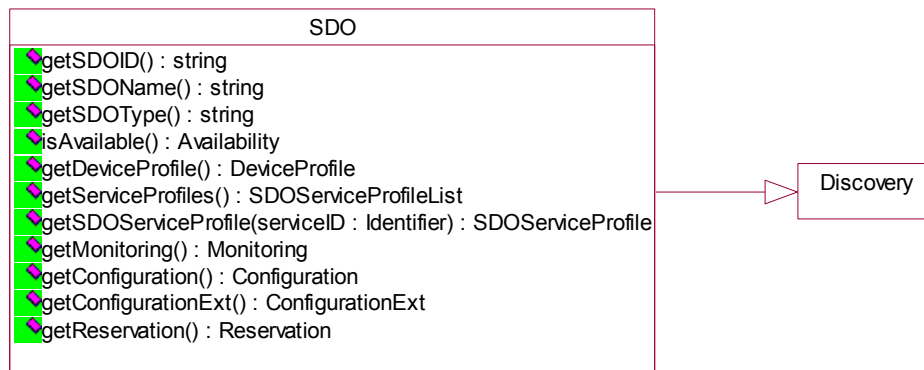 SDO
getSDOID() : string
getSDOName() : string
getSDOType() : string
isAvailable() : Availability
getDeviceProfile() : DeviceProfile
getServiceProfiles() : SDOServiceProfileList
getSDOServiceProfile(serviceID : Identifier) : SDOServiceProfile
getMonitoring() : Monitoring
getConfiguration() : Configuration
getConfigurationExt() : ConfigurationExt
getReservation() : Reservation
Discovery